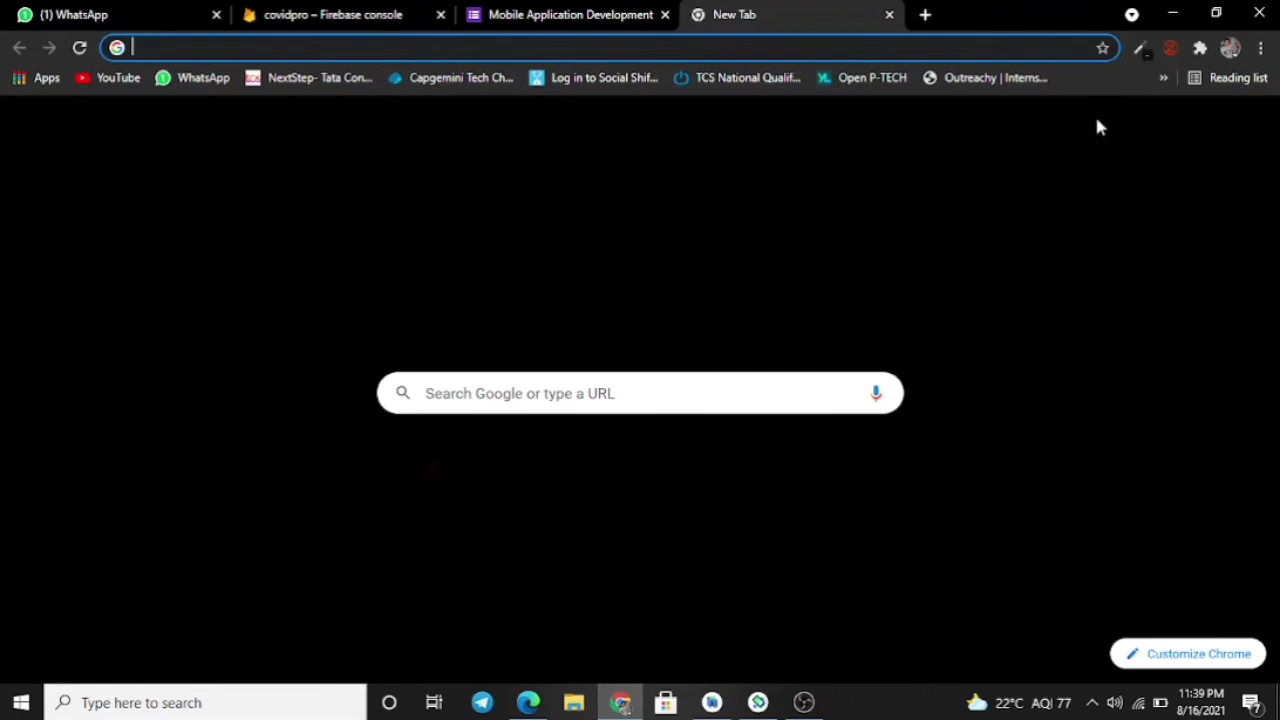 (1) WhatsApp
covidpro – Firebase console
Mobile Application Development
New Tab
Apps
YouTube
WhatsApp
NextStep- Tata Con...
Capgemini Tech Ch...
Log in to Social Shif...
TCS National Qualif...
Open P-TECH
Outreachy | Interns...
Reading list
Search Google or type a URL
Customize Chrome
Type here to search
22°C AQI 77
11:39 PM
8/16/2021
7